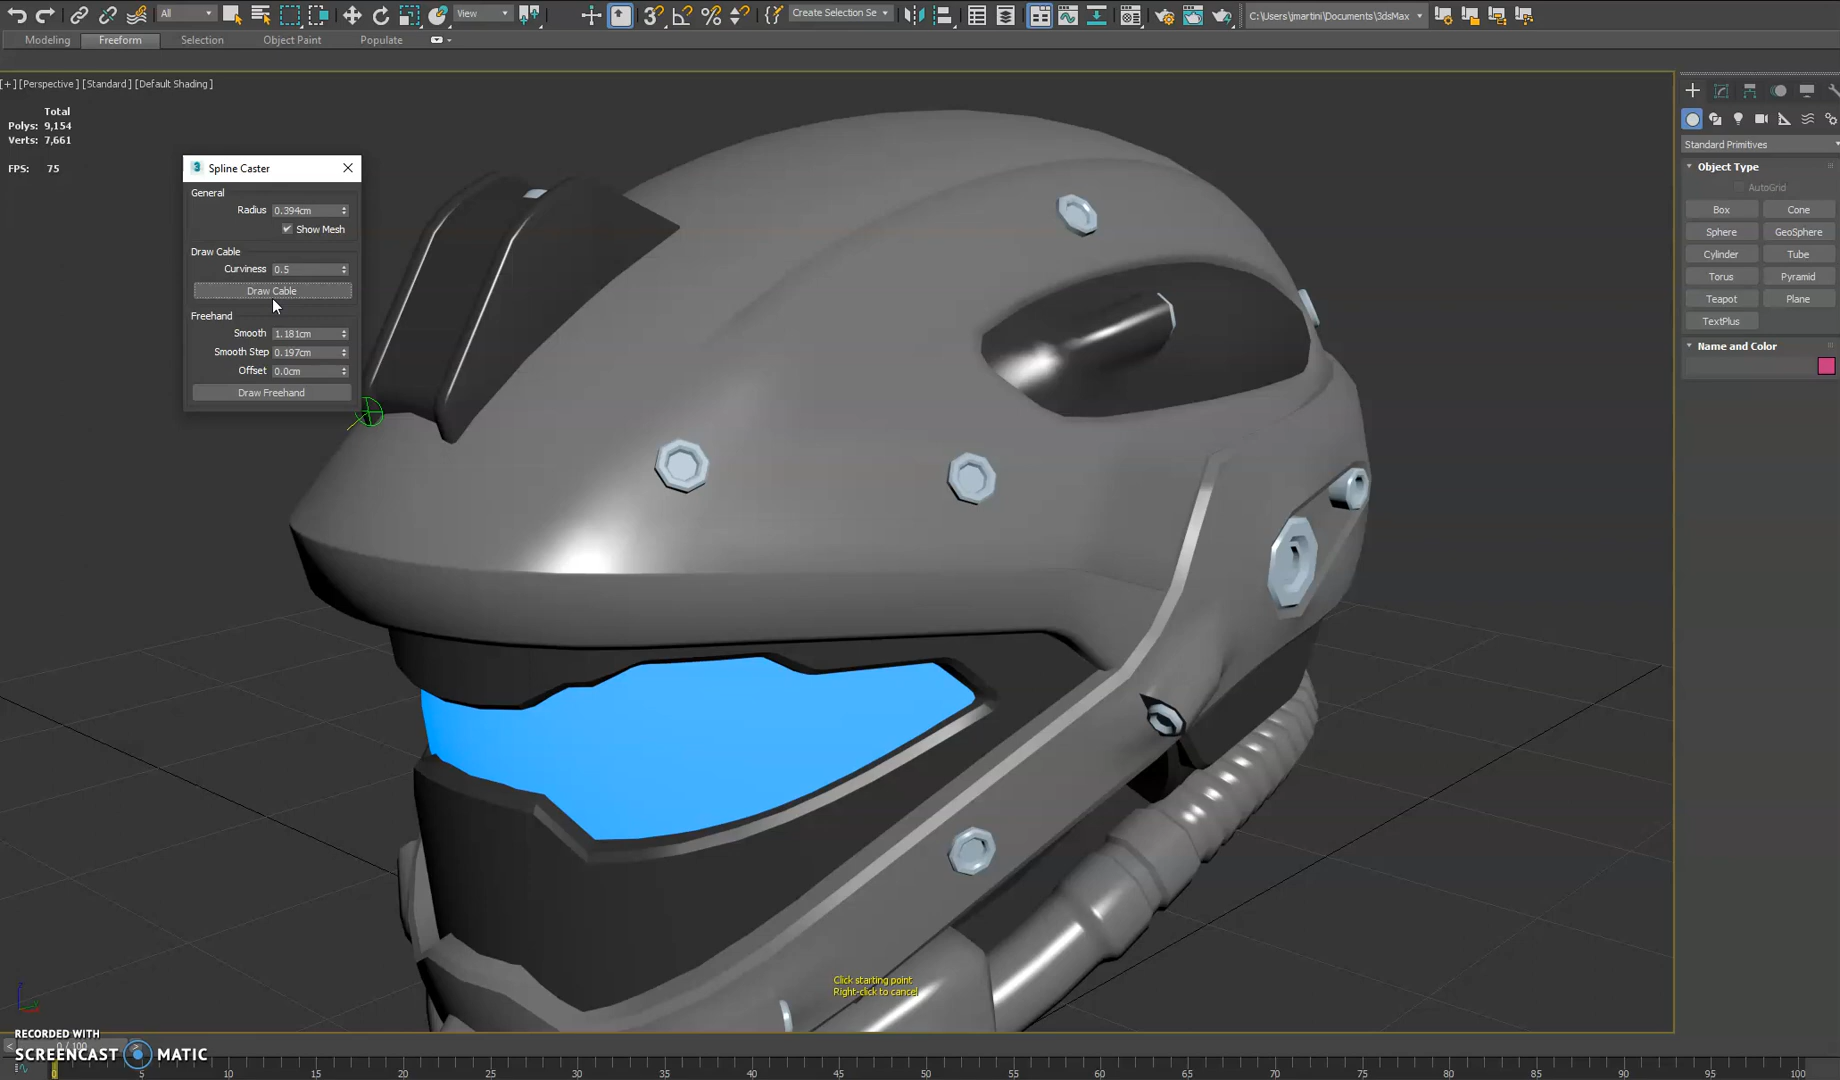 All
View
Create Selection Se
C:\Users\jmartini\Documents\3dsMax
Modeling
Freeform
Selection
Object Paint
Populate
[+] [Perspective] [Standard] [Default Shading]
Total
Polys: 9,154
Verts: 7,661
FPS: 75
3 Spline Caster
General
Radius 0.394cm
Show Mesh
Draw Cable
Curviness 0.5
Draw Cable
Freehand
Smooth 1.181cm
Smooth Step 0.197cm
Offset 0.0cm
Draw Freehand
Standard Primitives
Object Type
AutoGrid
Box Cone
Sphere GeoSphere
Cylinder Tube
Torus Pyramid
Teapot Plane
TextPlus
Name and Color
Click starting point
Right-click to cancel
RECORDED WITH
SCREENCAST MATIC
0 / 100
0 5 10 15 20 25 30 35 40 45 50 55 60 65 70 75 80 85 90 95 100